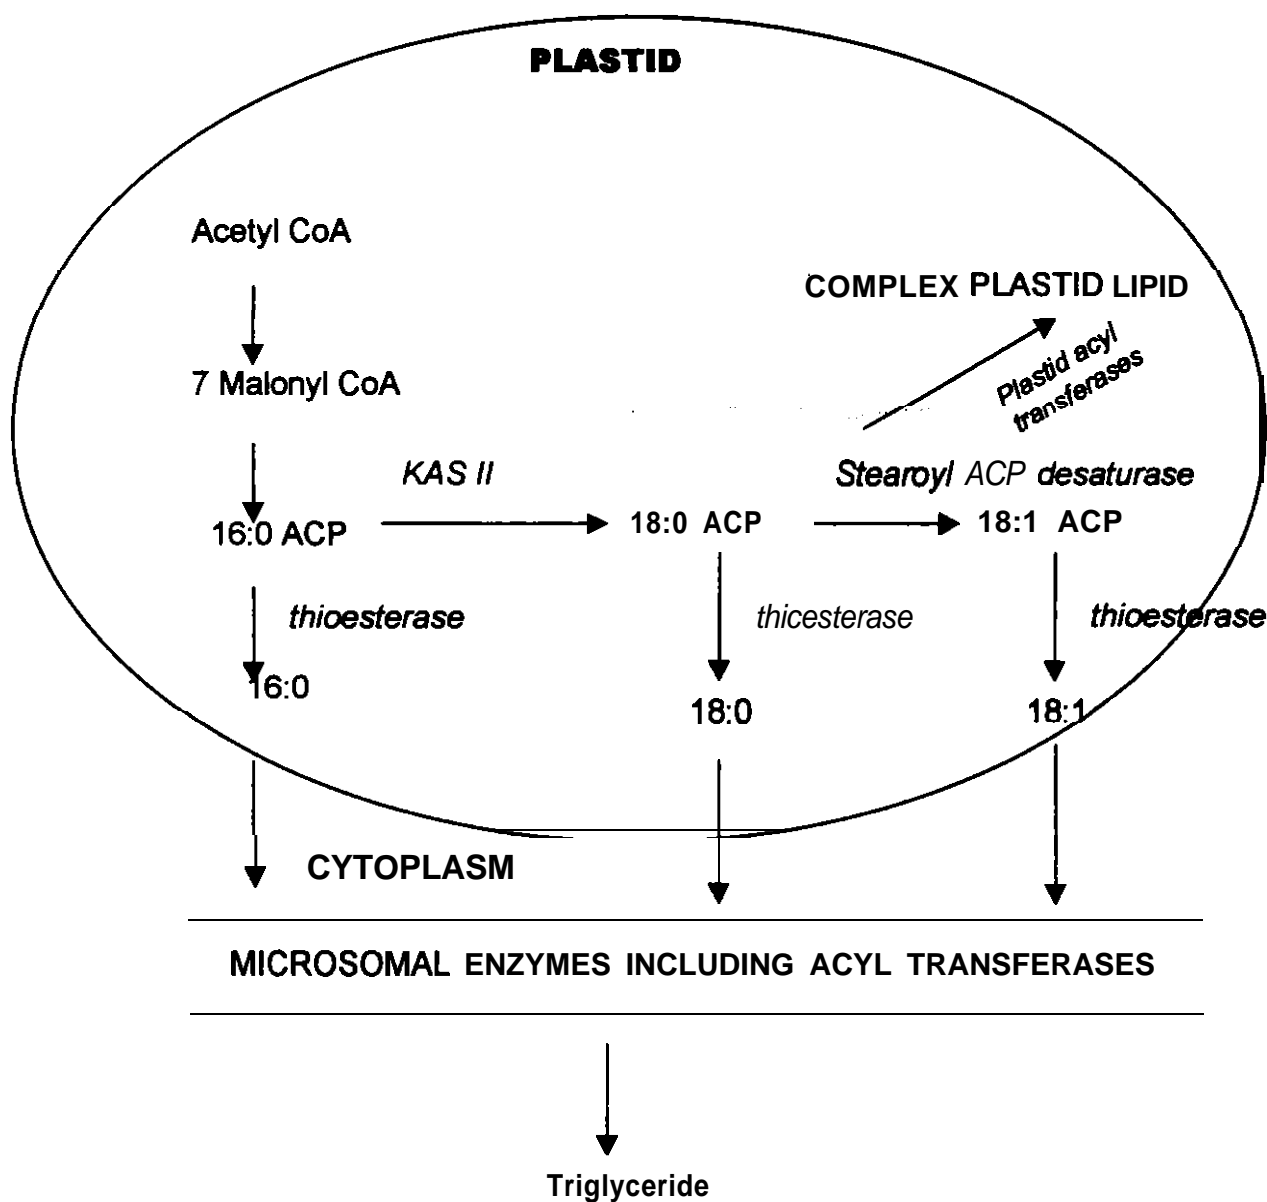 PLASTID
Acetyl CoA
COMPLEX PLASTID LIPID
Plastid acyl
transferases
7 Malonyl CoA
KAS II
Stearoyl ACP desaturase
16:0 ACP
18:0 ACP
18:1 ACP
thioesterase
thicesterase
thioesterase
16:0
18:0
18:1
CYTOPLASM
MICROSOMAL ENZYMES INCLUDING ACYL TRANSFERASES
Triglyceride